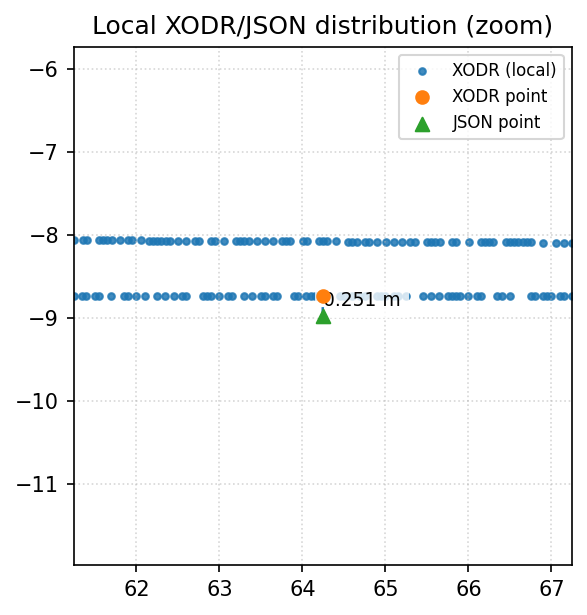 Local XODR/JSON distribution (zoom)
XODR (local)
XODR point
JSON point
−6
−7
−8
−9
−10
−11
0.251 m
62
63
64
65
66
67